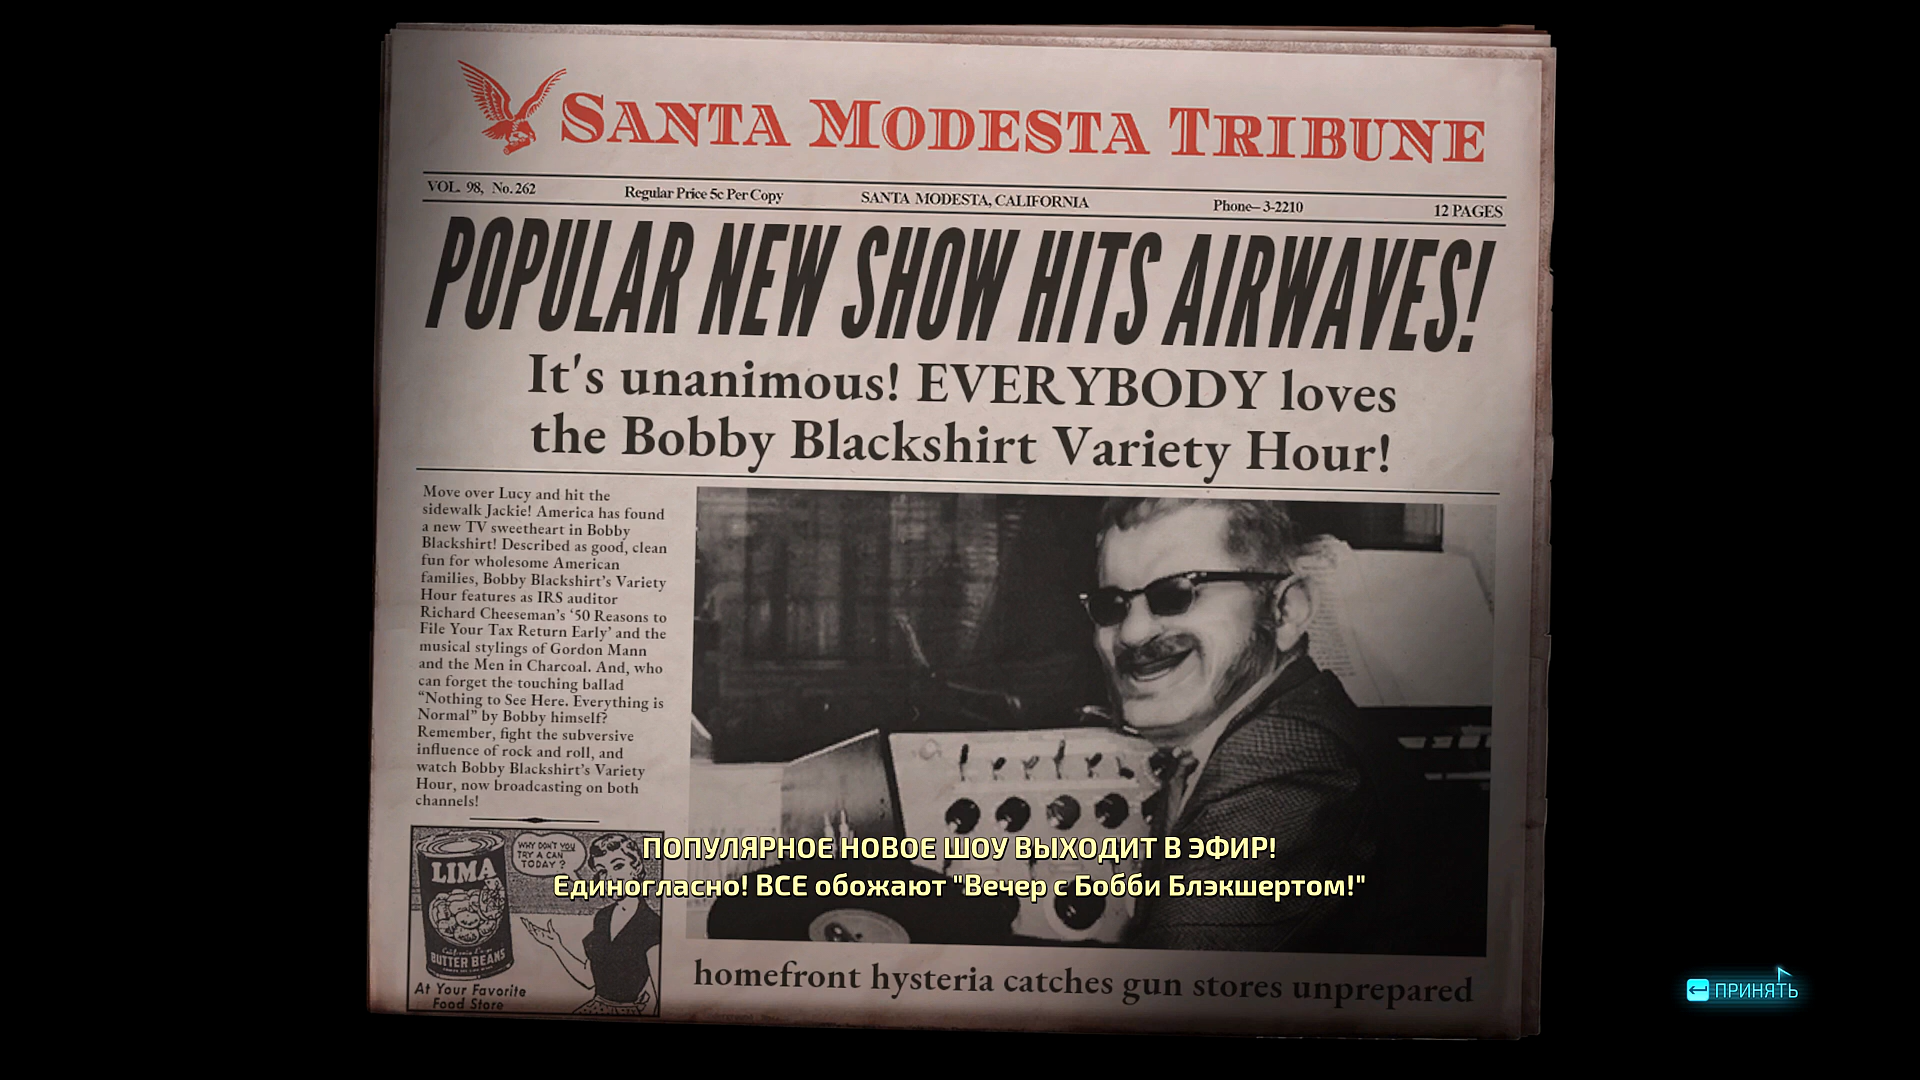 SANTA MODESTA TRIBUNE
VOL. 98, No. 262
Regular Price 5c Per Copy
SANTA MODESTA, CALIFORNIA
Phone– 3-2210
12 PAGES
POPULAR NEW SHOW HITS AIRWAVES!
It's unanimous! EVERYBODY loves
the Bobby Blackshirt Variety Hour!
Move over Lucy and hit the
sidewalk Jackie! America has found
a new TV sweetheart in Bobby
Blackshirt! Described as good, clean
fun for wholesome American
families, Bobby Blackshirt’s Variety
Hour features as IRS auditor
Richard Cheeseman’s ‘50 Reasons to
File Your Tax Return Early’ and the
musical stylings of Gordon Mann
and the Men in Charcoal. And, who
can forget the touching ballad
“Nothing to See Here. Everything is
Normal” by Bobby himself?
Remember, fight the subversive
influence of rock and roll, and
watch Bobby Blackshirt’s Variety
Hour, now broadcasting on both
channels!
WHY DON'T YOU
TRY A CAN
TODAY?
LIMA
BUTTER BEANS
At Your Favorite
Food Store
ПОПУЛЯРНОЕ НОВОЕ ШОУ ВЫХОДИТ В ЭФИР!
Единогласно! ВСЕ обожают "Вечер с Бобби Блэкшертом!"
homefront hysteria catches gun stores unprepared
ПРИНЯТЬ